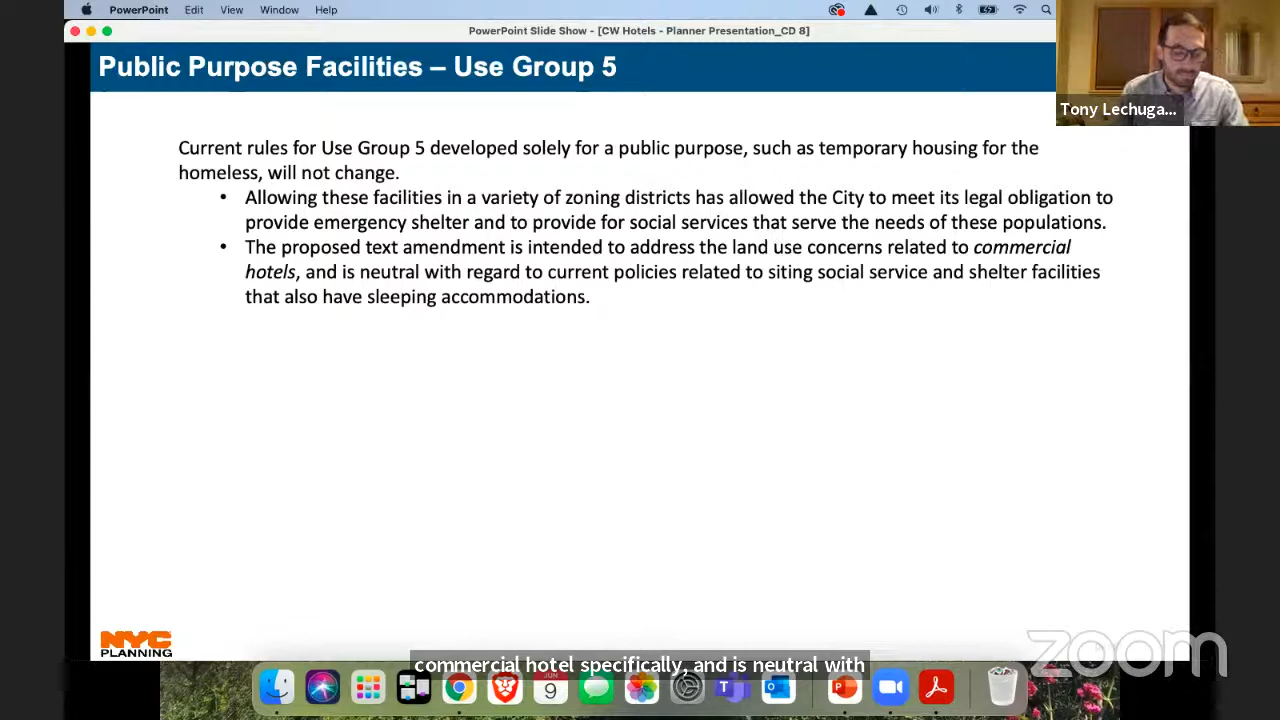 PowerPoint Edit View Window Help
PowerPoint Slide Show - [CW Hotels - Planner Presentation_CD 8]
Public Purpose Facilities – Use Group 5
Tony Lechuga...
Current rules for Use Group 5 developed solely for a public purpose, such as temporary housing for the
homeless, will not change.
• Allowing these facilities in a variety of zoning districts has allowed the City to meet its legal obligation to
provide emergency shelter and to provide for social services that serve the needs of these populations.
• The proposed text amendment is intended to address the land use concerns related to commercial
hotels, and is neutral with regard to current policies related to siting social service and shelter facilities
that also have sleeping accommodations.
NYC
PLANNING
zoom
commercial hotel specifically, and is neutral with
JUN
9
T
P